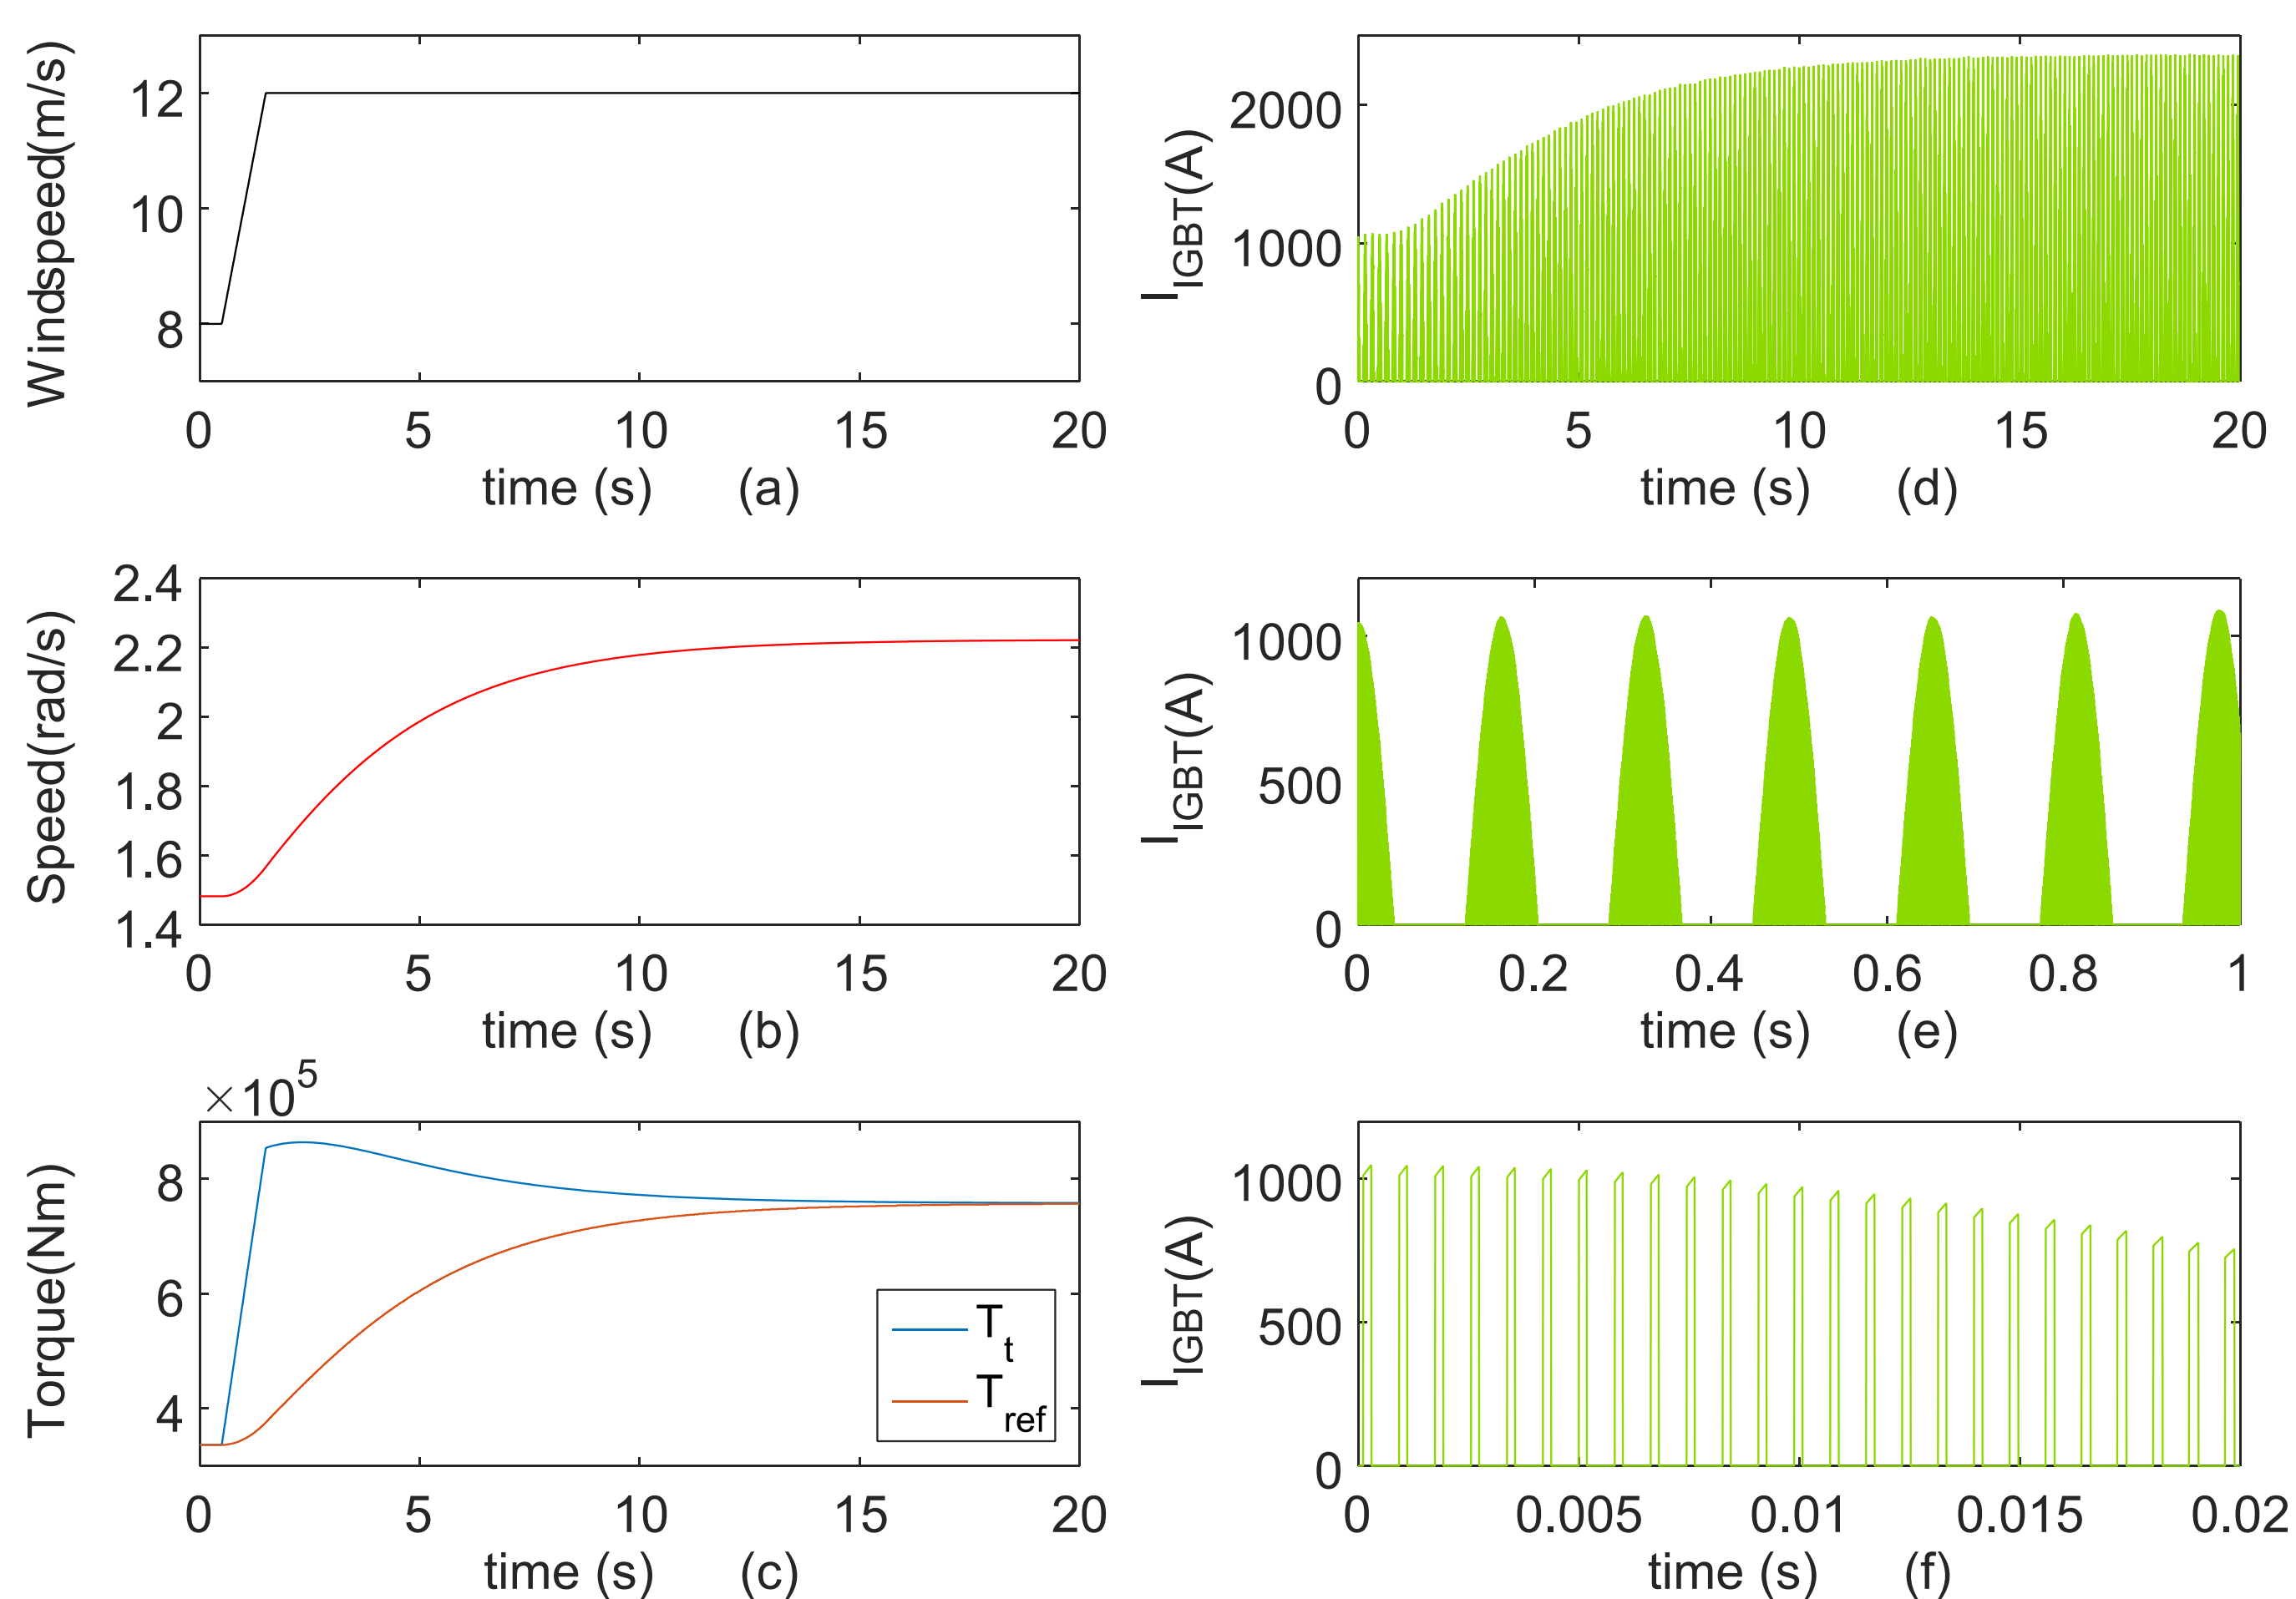 Windspeed(m/s)
12
10
8
0 5 10 15 20
time (s) (a)
I_IGBT(A)
2000
1000
0
0 5 10 15 20
time (s) (d)
Speed(rad/s)
2.4
2.2
2
1.8
1.6
1.4
0 5 10 15 20
time (s) (b)
I_IGBT(A)
1000
500
0
0 0.2 0.4 0.6 0.8 1
time (s) (e)
×10^5
Torque(Nm)
8
6
4
T_t
T_ref
0 5 10 15 20
time (s) (c)
I_IGBT(A)
1000
500
0
0 0.005 0.01 0.015 0.02
time (s) (f)